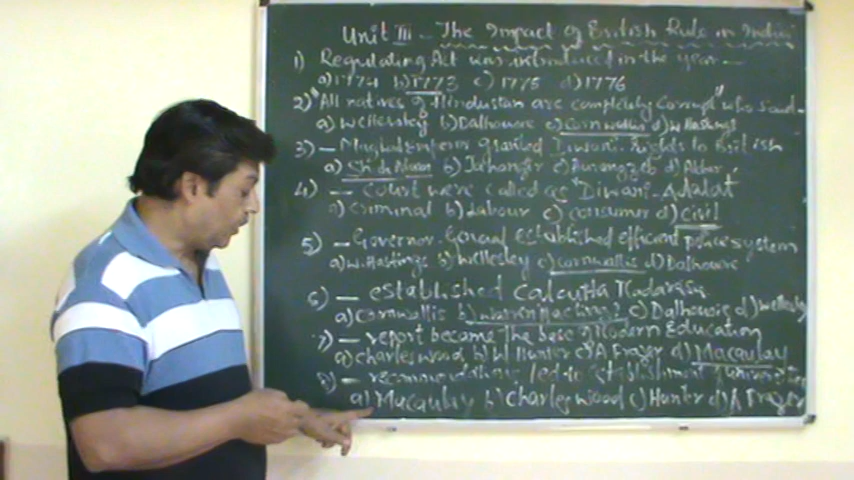 Unit III - The Impact of British Rule in India
1) Regulating Act was introduced in the year -
a) 1774 b) 1773 c) 1775 d) 1776
2) "All natives of Hindustan are completely corrupt" who said -
a) Wellesley b) Dalhousie c) Cornwallis d) W Hastings
3) - Moghal emperor granted Diwani rights to British
a) Shah Alam b) Jahangir c) Aurangzeb d) Akbar
4) - court were called as "Diwani Adalat"
a) criminal b) labour c) consumer d) civil
5) - Governor General established efficient police system
a) W. Hastings b) Wellesley c) cornwallis d) Dalhousie
6) - established Calcutta Madarasa
a) cornwallis b) warren Hastings c) Dalhousie d) Wellesley
7) - report became the base of Modern Education
a) Charles wood b) W Hunter c) A Frazer d) Macaulay
8) - recommendations led to establishment of universities
a) Macaulay b) Charles wood c) Hunter d) A Frazer